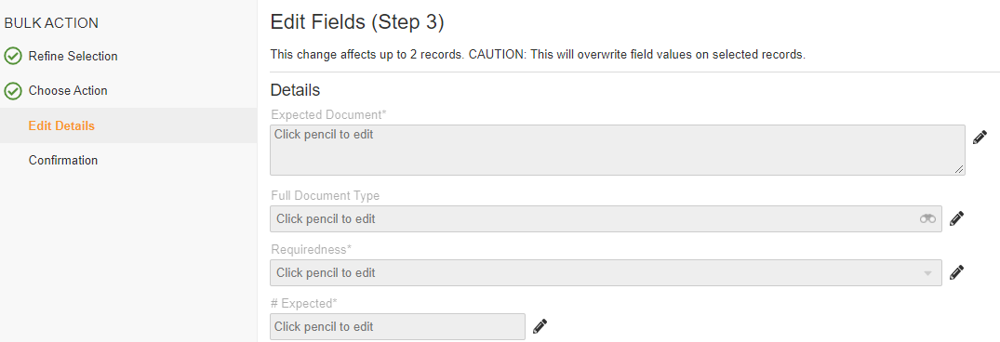 BULK ACTION
Refine Selection
Choose Action
Edit Details
Confirmation
Edit Fields (Step 3)
This change affects up to 2 records. CAUTION: This will overwrite field values on selected records.
Details
Expected Document*
Click pencil to edit
Full Document Type
Click pencil to edit
Requiredness*
Click pencil to edit
# Expected*
Click pencil to edit